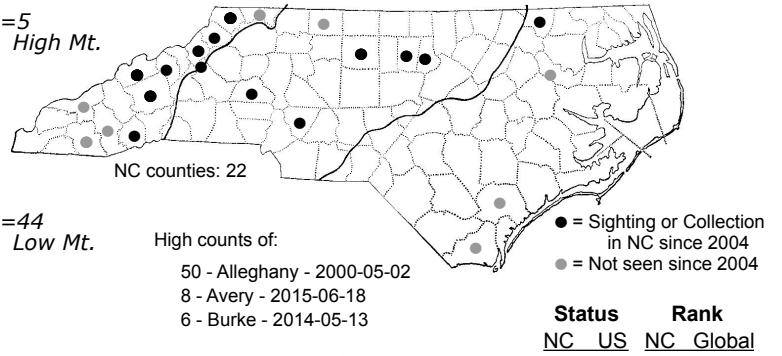 =5
High Mt.
NC counties: 22
=44
Low Mt.
High counts of:
50 - Alleghany - 2000-05-02
8 - Avery - 2015-06-18
6 - Burke - 2014-05-13
= Sighting or Collection
in NC since 2004
= Not seen since 2004
Status Rank
NC US NC Global